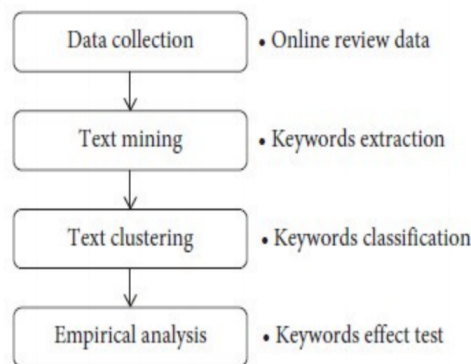 Data collection • Online review data
Text mining • Keywords extraction
Text clustering • Keywords classification
Empirical analysis • Keywords effect test